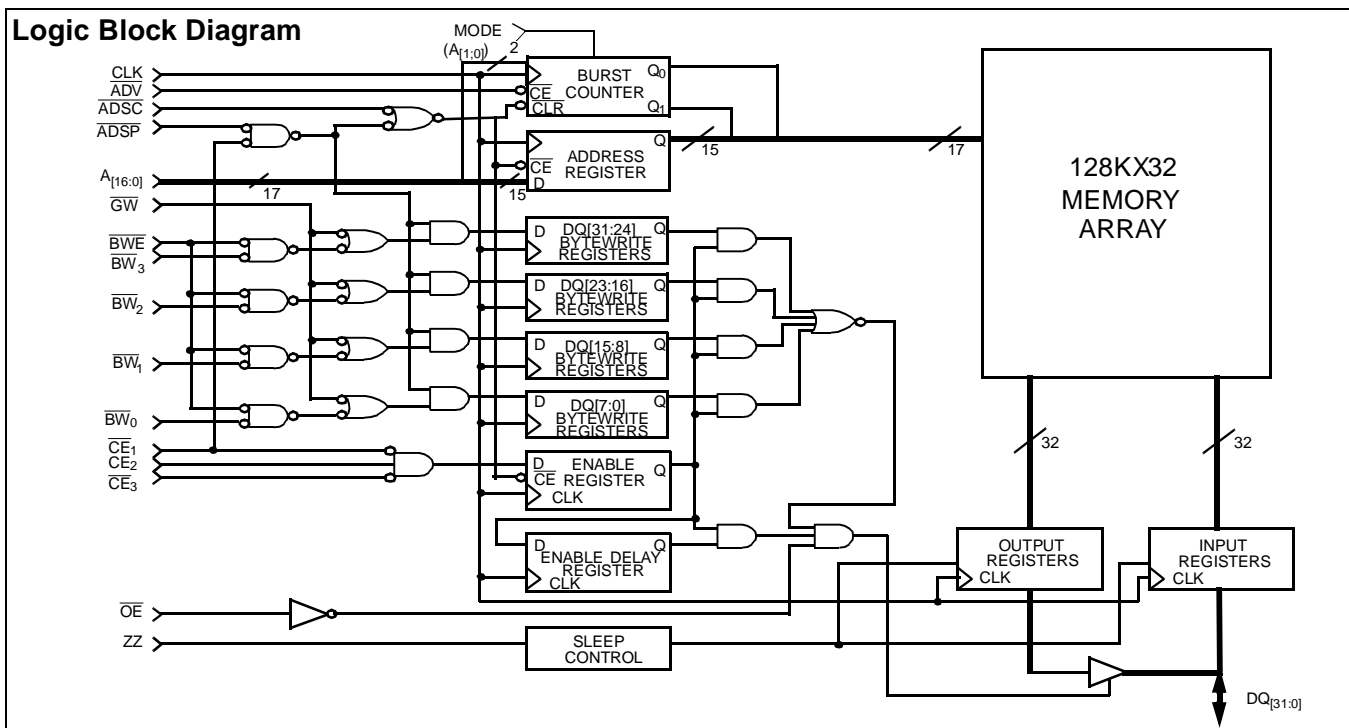 Logic Block Diagram
MODE
(A[1;0])
2
CLK
ADV
ADSC
ADSP
A[16:0]
17
15
GW
BWE
BW3
BW2
BW1
BW0
CE1
CE2
CE3
OE
ZZ
BURST
COUNTER
CE
CLR
Q0
Q1
ADDRESS
REGISTER
CE
D
Q
15
17
128KX32
MEMORY
ARRAY
D
DQ[31:24]
BYTEWRITE
REGISTERS
Q
D
DQ[23:16]
BYTEWRITE
REGISTERS
Q
D
DQ[15:8]
BYTEWRITE
REGISTERS
Q
D
DQ[7:0]
BYTEWRITE
REGISTERS
Q
D
ENABLE
REGISTER
CE
CLK
Q
D
ENABLE DELAY
REGISTER
CLK
Q
SLEEP
CONTROL
32
32
OUTPUT
REGISTERS
CLK
INPUT
REGISTERS
CLK
DQ[31:0]